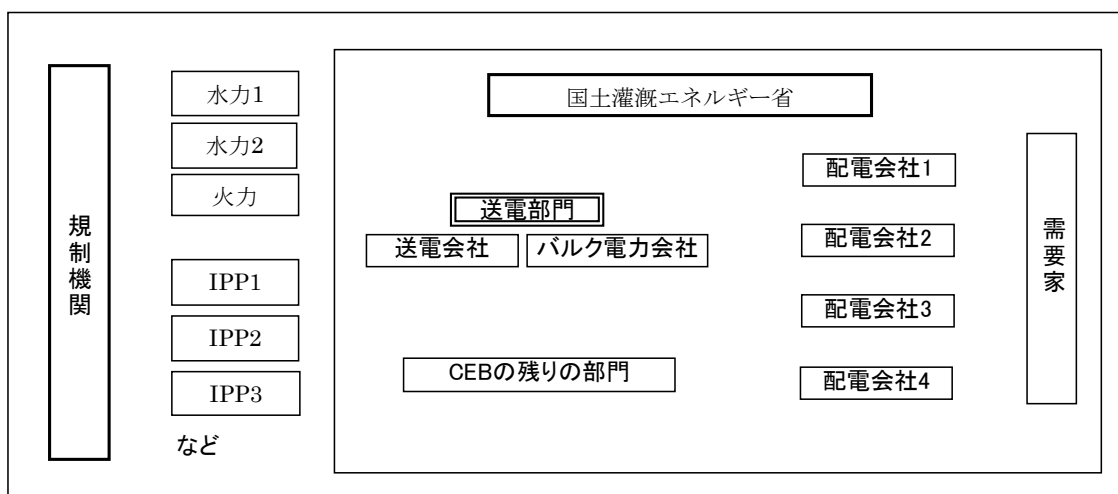 規制機関
水力1
水力2
火力
IPP1
IPP2
IPP3
など
国土灌漑エネルギー省
送電部門
送電会社
バルク電力会社
CEBの残りの部門
配電会社1
配電会社2
配電会社3
配電会社4
需要家